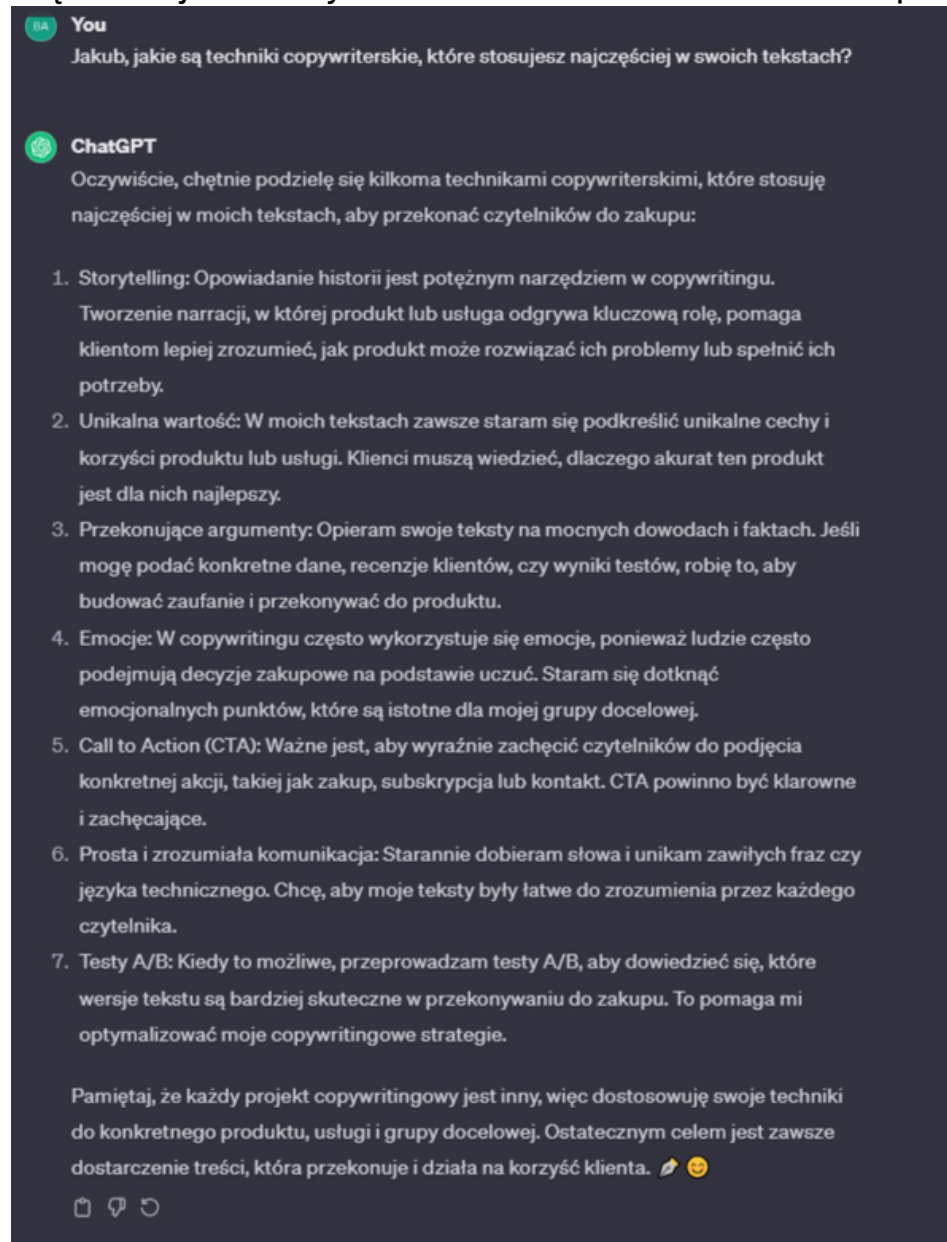 BA
You
Jakub, jakie są techniki copywriterskie, które stosujesz najczęściej w swoich tekstach?
ChatGPT
Oczywiście, chętnie podzielę się kilkoma technikami copywriterskimi, które stosuję
najczęściej w moich tekstach, aby przekonać czytelników do zakupu:
1. Storytelling: Opowiadanie historii jest potężnym narzędziem w copywritingu.
Tworzenie narracji, w której produkt lub usługa odgrywa kluczową rolę, pomaga
klientom lepiej zrozumieć, jak produkt może rozwiązać ich problemy lub spełnić ich
potrzeby.
2. Unikalna wartość: W moich tekstach zawsze staram się podkreślić unikalne cechy i
korzyści produktu lub usługi. Klienci muszą wiedzieć, dlaczego akurat ten produkt
jest dla nich najlepszy.
3. Przekonujące argumenty: Opieram swoje teksty na mocnych dowodach i faktach. Jeśli
mogę podać konkretne dane, recenzje klientów, czy wyniki testów, robię to, aby
budować zaufanie i przekonywać do produktu.
4. Emocje: W copywritingu często wykorzystuje się emocje, ponieważ ludzie często
podejmują decyzje zakupowe na podstawie uczuć. Staram się dotknąć
emocjonalnych punktów, które są istotne dla mojej grupy docelowej.
5. Call to Action (CTA): Ważne jest, aby wyraźnie zachęcić czytelników do podjęcia
konkretnej akcji, takiej jak zakup, subskrypcja lub kontakt. CTA powinno być klarowne
i zachęcające.
6. Prosta i zrozumiała komunikacja: Starannie dobieram słowa i unikam zawiłych fraz czy
języka technicznego. Chcę, aby moje teksty były łatwe do zrozumienia przez każdego
czytelnika.
7. Testy A/B: Kiedy to możliwe, przeprowadzam testy A/B, aby dowiedzieć się, które
wersje tekstu są bardziej skuteczne w przekonywaniu do zakupu. To pomaga mi
optymalizować moje copywritingowe strategie.
Pamiętaj, że każdy projekt copywritingowy jest inny, więc dostosowuję swoje techniki
do konkretnego produktu, usługi i grupy docelowej. Ostatecznym celem jest zawsze
dostarczenie treści, która przekonuje i działa na korzyść klienta. 🖋️ 😊